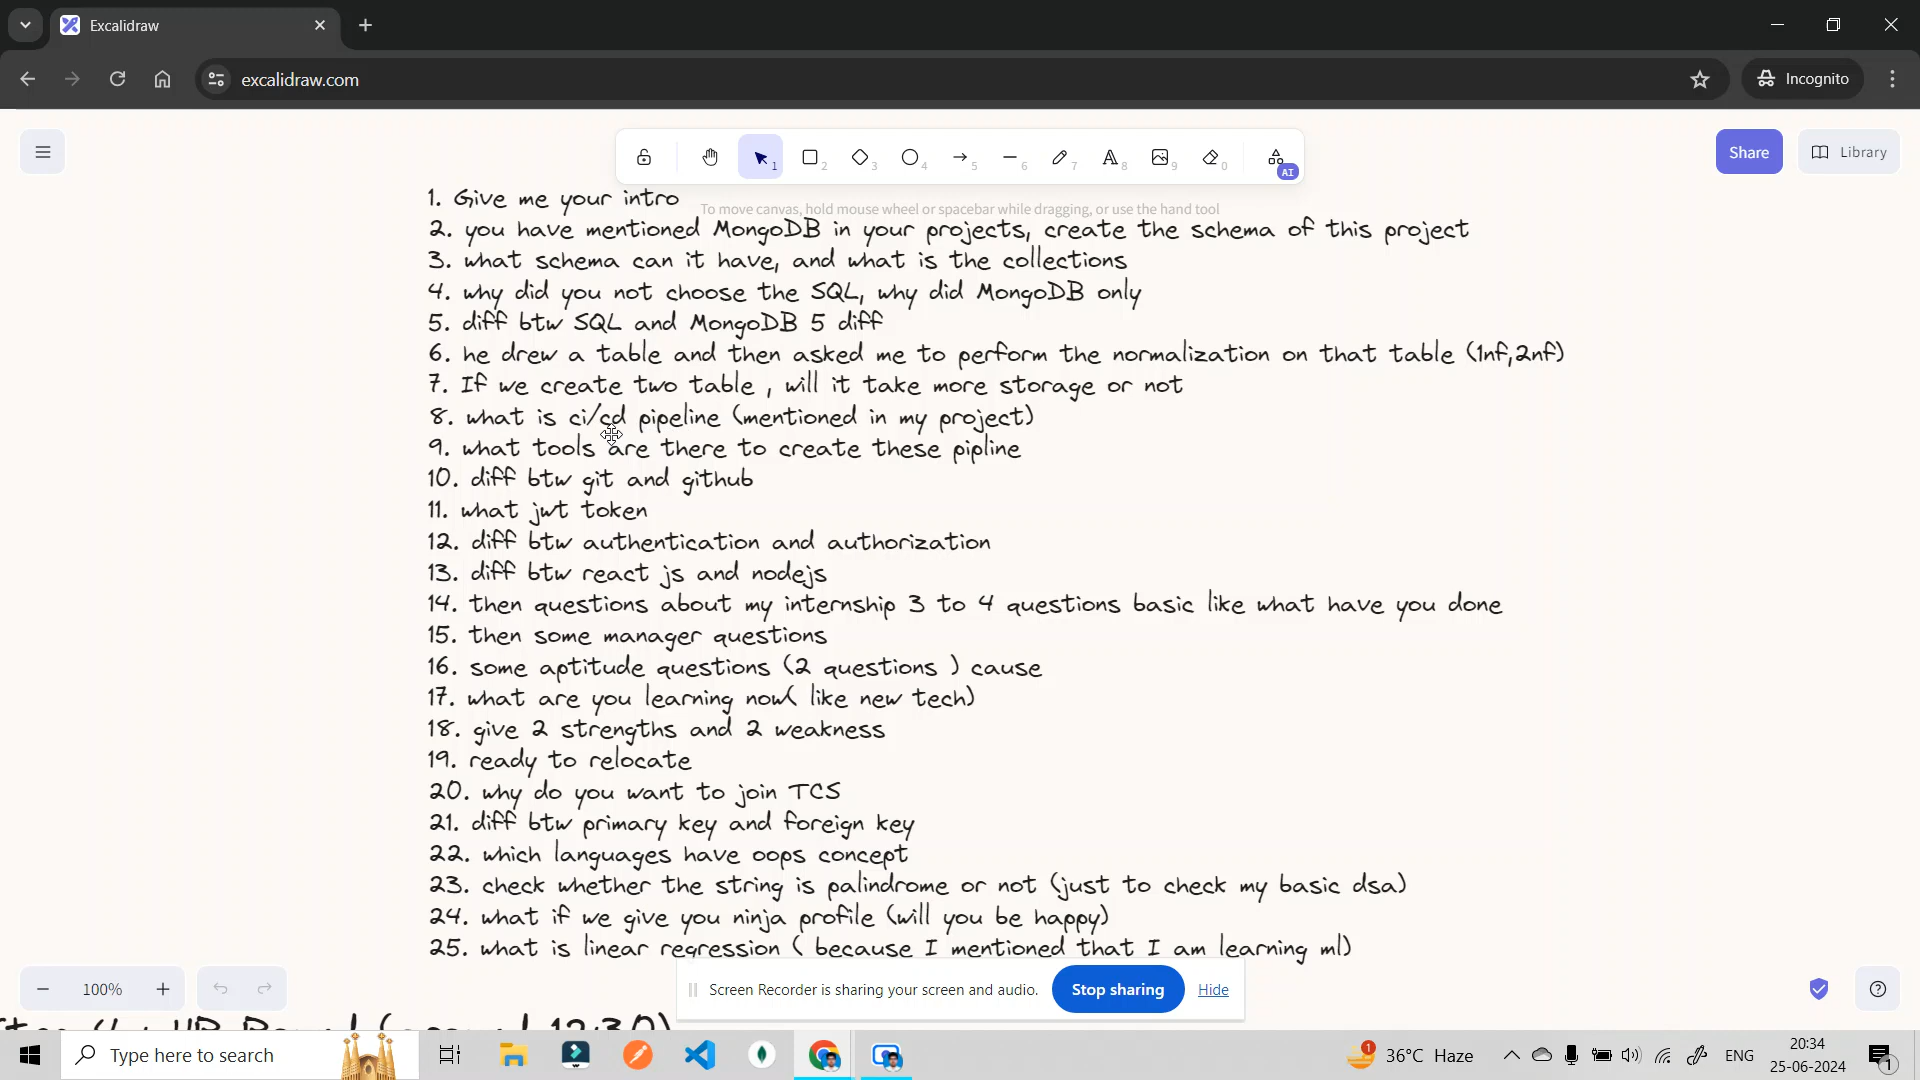 Excalidraw
excalidraw.com
Incognito
1
2
3
4
5
6
7
8
9
0
AI
Share
Library
To move canvas, hold mouse wheel or spacebar while dragging, or use the hand tool
1. Give me your intro
2. you have mentioned MongoDB in your projects, create the schema of this project
3. what schema can it have, and what is the collections
4. why did you not choose the SQL, why did MongoDB only
5. diff btw SQL and MongoDB 5 diff
6. he drew a table and then asked me to perform the normalization on that table (1nf,2nf)
7. If we create two table , will it take more storage or not
8. what is ci/cd pipeline (mentioned in my project)
9. what tools are there to create these pipline
10. diff btw git and github
11. what jwt token
12. diff btw authentication and authorization
13. diff btw react js and nodejs
14. then questions about my internship 3 to 4 questions basic like what have you done
15. then some manager questions
16. some aptitude questions (2 questions ) cause
17. what are you learning now( like new tech)
18. give 2 strengths and 2 weakness
19. ready to relocate
20. why do you want to join TCS
21. diff btw primary key and foreign key
22. which languages have oops concept
23. check whether the string is palindrome or not (just to check my basic dsa)
24. what if we give you ninja profile (will you be happy)
25. what is linear regression ( because I mentioned that I am learning ml)
100%
Screen Recorder is sharing your screen and audio.
Stop sharing
Hide
Type here to search
1
36°C Haze
ENG
20:34
25-06-2024
1